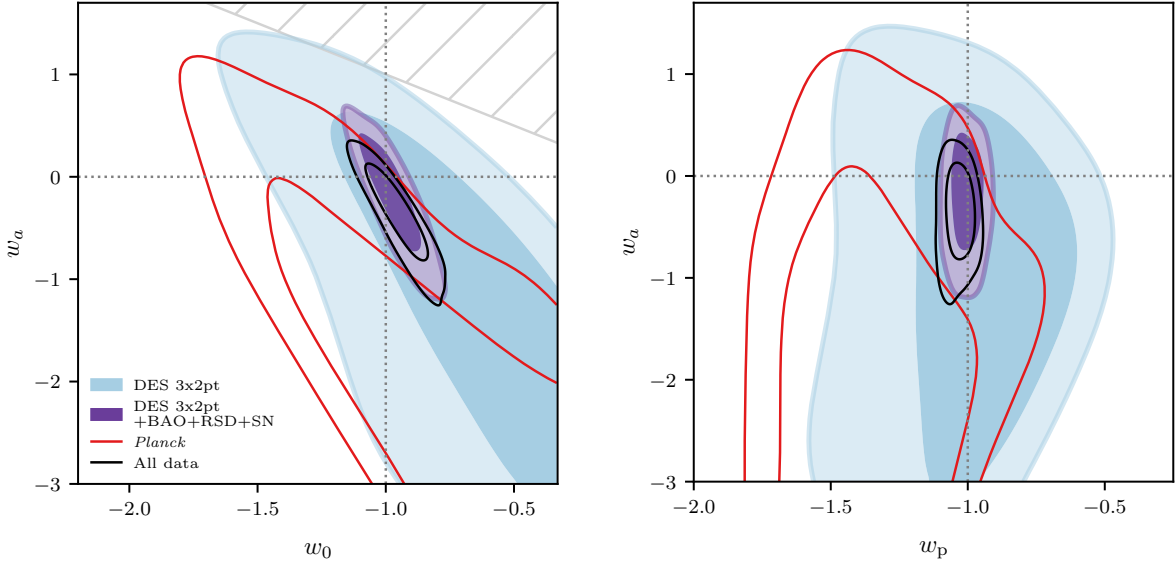 1
0
−1
−2
−3
w_a
DES 3x2pt
DES 3x2pt
+BAO+RSD+SN
Planck
All data
−2.0 −1.5 −1.0 −0.5
w_0
1
0
−1
−2
−3
w_a
−2.0 −1.5 −1.0 −0.5
w_p